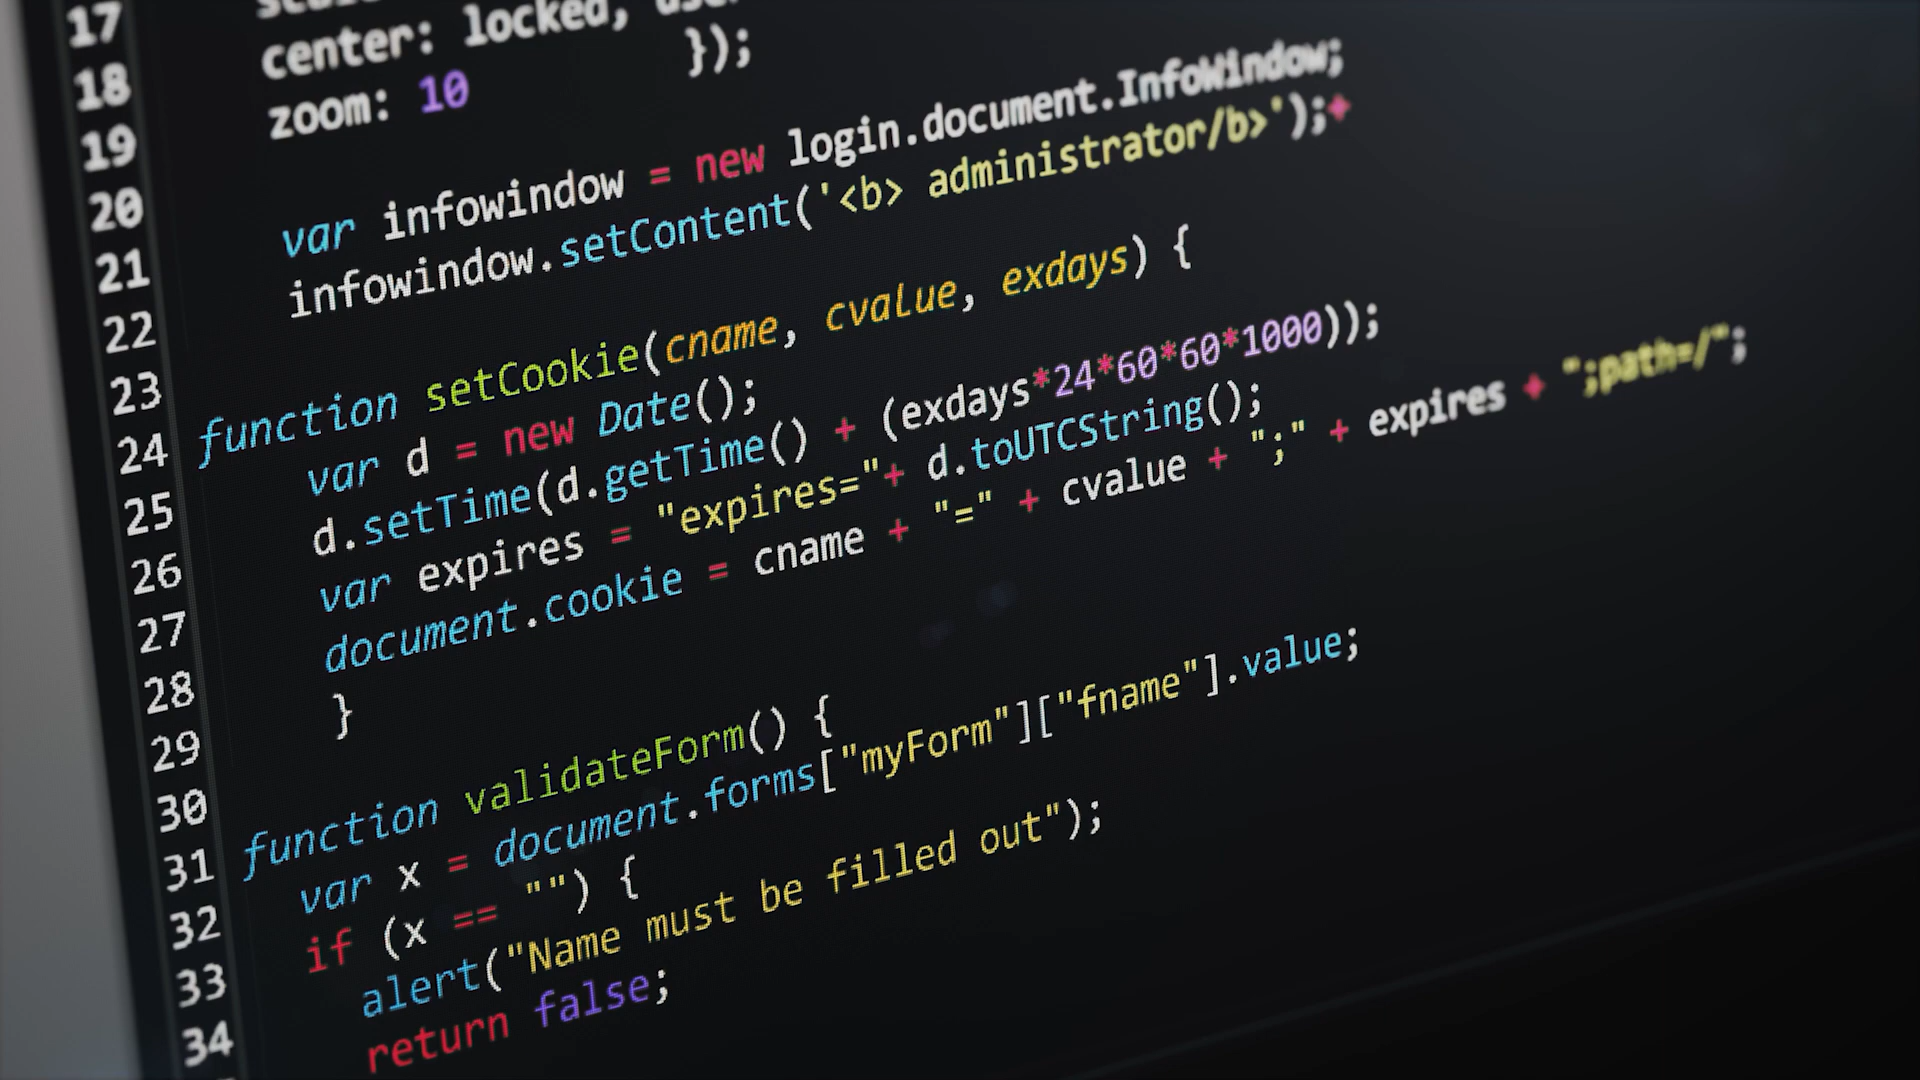 17
18 center: locked,
19 zoom: 10 });
20
21 var infowindow = new login.document.InfoWindow;
22 infowindow.setContent('<b> administrator/b>');+
23
24 function setCookie(cname, cvalue, exdays) {
25 var d = new Date();
26 d.setTime(d.getTime() + (exdays*24*60*60*1000));
27 var expires = "expires="+ d.toUTCString();
28 document.cookie = cname + "=" + cvalue + ";" + expires + ";path=/";
29 }
30
31 function validateForm() {
32 var x = document.forms["myForm"]["fname"].value;
33 if (x == "") {
34 alert("Name must be filled out");
return false;